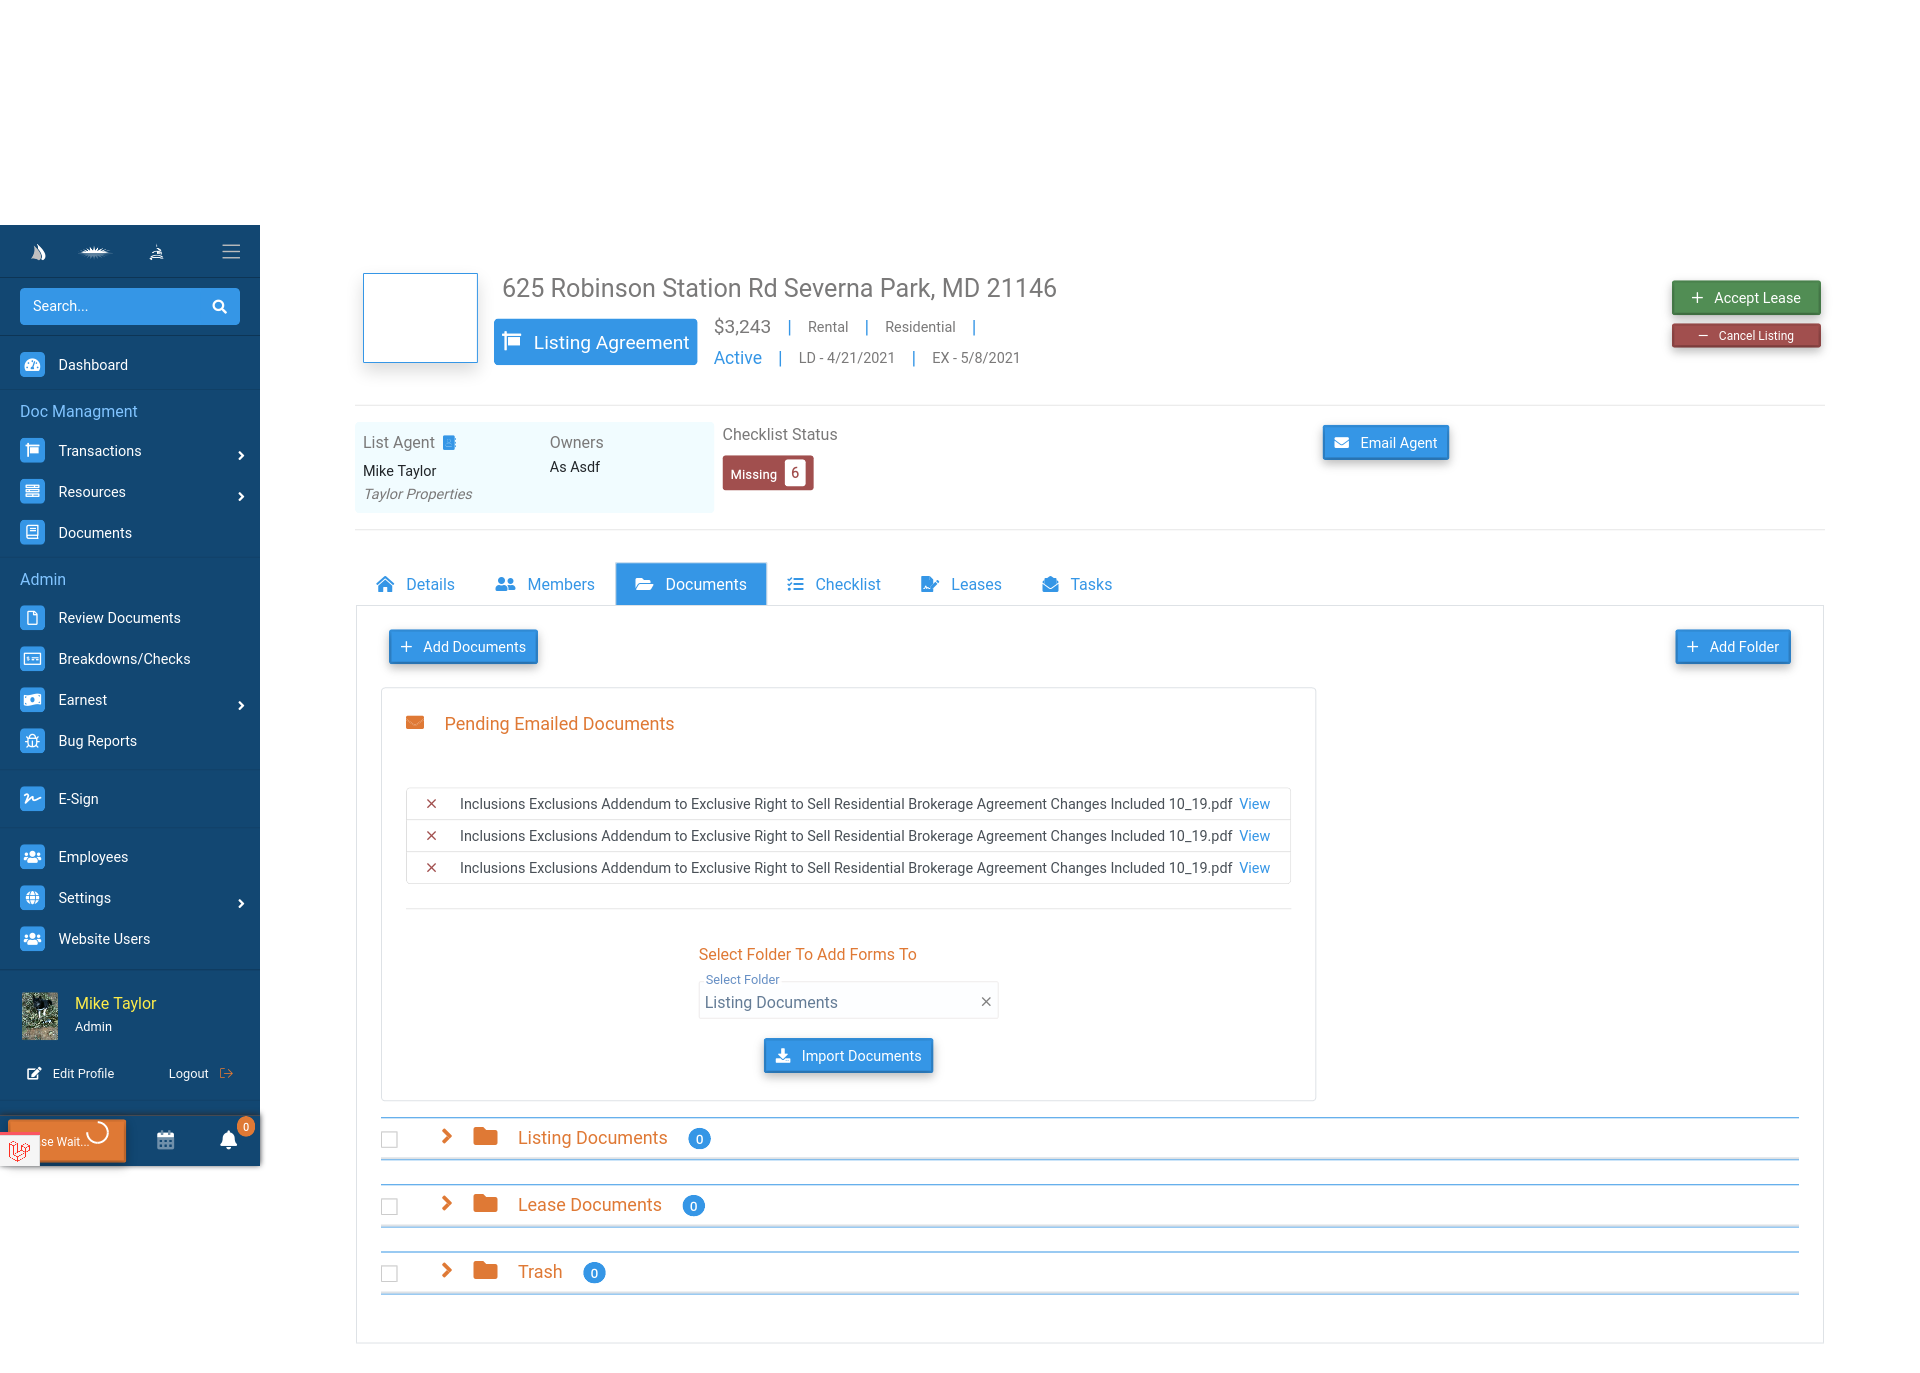 Search...
Dashboard
Doc Managment
Transactions
Resources
Documents
Admin
Review Documents
Breakdowns/Checks
Earnest
Bug Reports
E-Sign
Employees
Settings
Website Users
Mike Taylor
Admin
Edit Profile Logout
se Wait... 0
625 Robinson Station Rd Severna Park, MD 21146
Listing Agreement
$3,243 | Rental | Residential |
Active | LD - 4/21/2021 | EX - 5/8/2021
Accept Lease
Cancel Listing
List Agent
Mike Taylor
Taylor Properties
Owners
As Asdf
Checklist Status
Missing 6
Email Agent
Details Members Documents Checklist Leases Tasks
Add Documents Add Folder
Pending Emailed Documents
Inclusions Exclusions Addendum to Exclusive Right to Sell Residential Brokerage Agreement Changes Included 10_19.pdf View
Inclusions Exclusions Addendum to Exclusive Right to Sell Residential Brokerage Agreement Changes Included 10_19.pdf View
Inclusions Exclusions Addendum to Exclusive Right to Sell Residential Brokerage Agreement Changes Included 10_19.pdf View
Select Folder To Add Forms To
Select Folder
Listing Documents
Import Documents
Listing Documents 0
Lease Documents 0
Trash 0